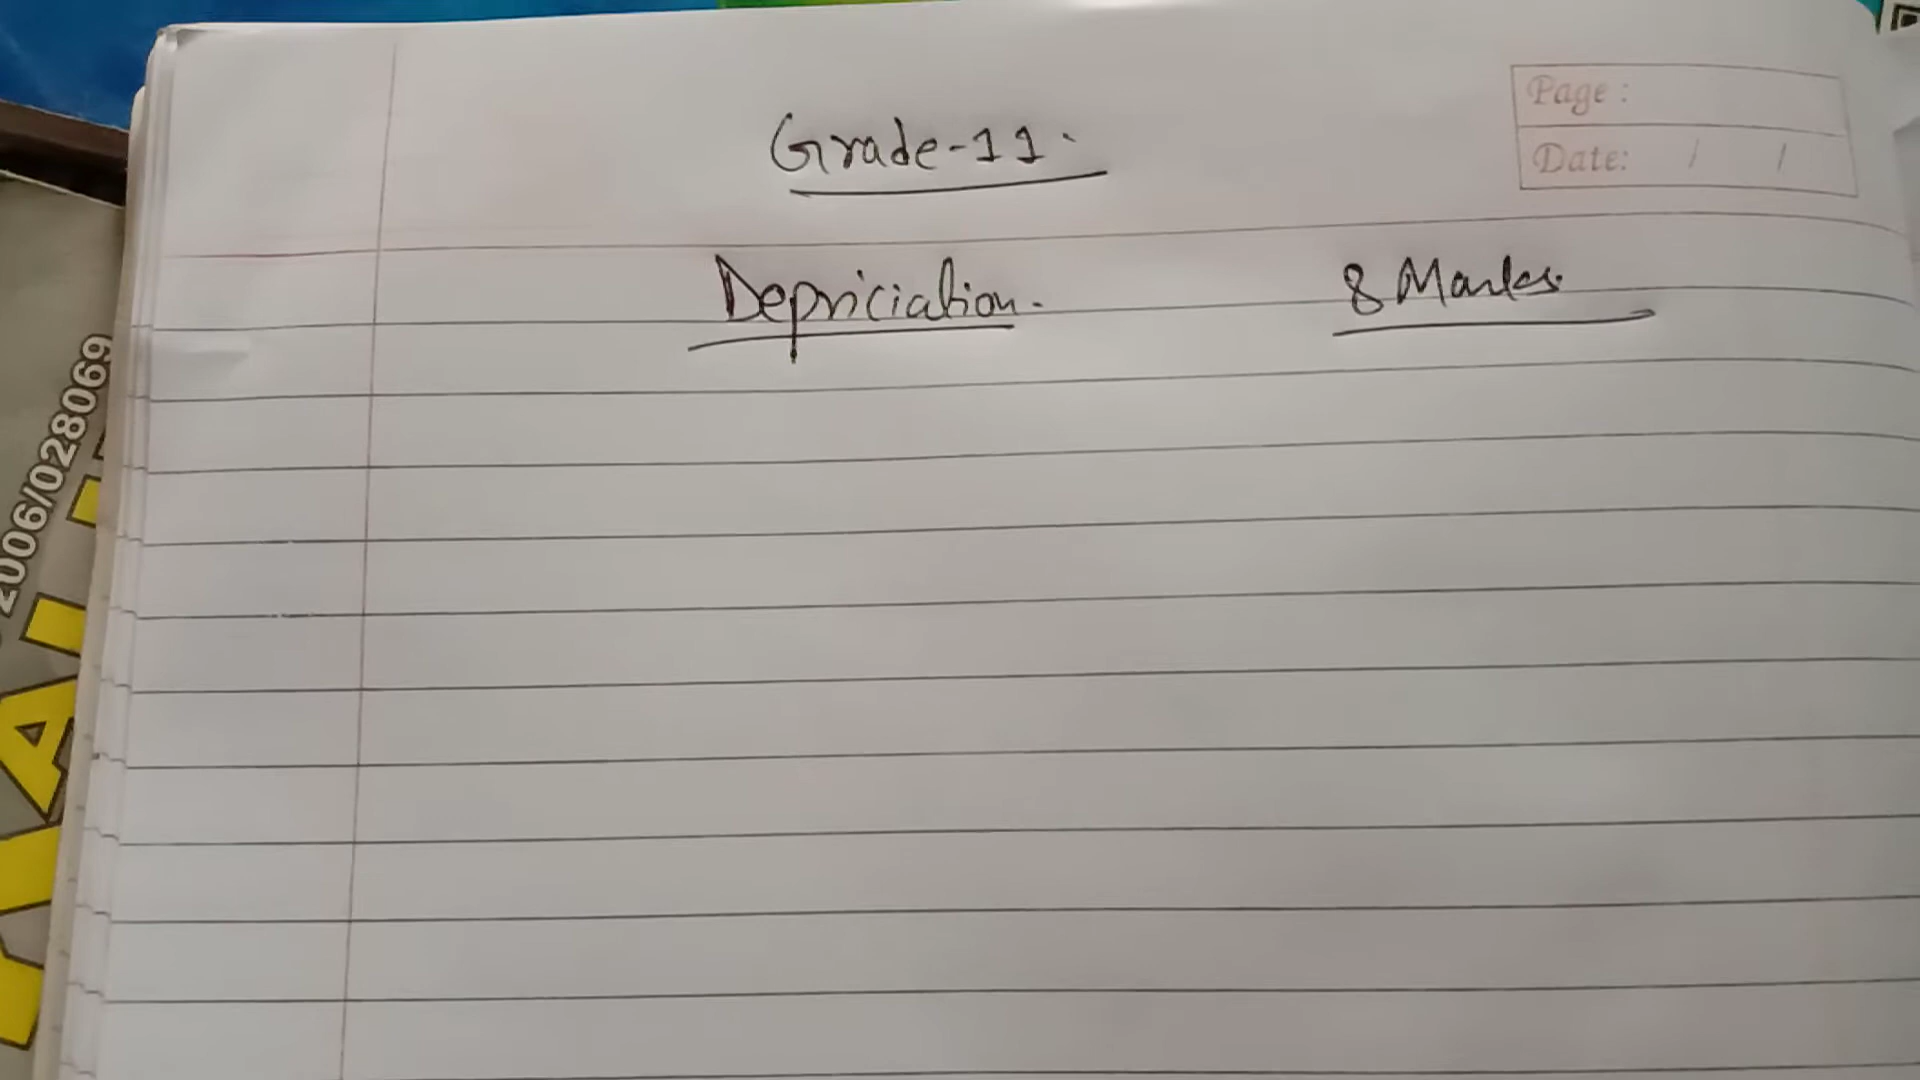 Grade-11.
Page :
Date: / /
Depriciation.
8 Marks.
2006/028069